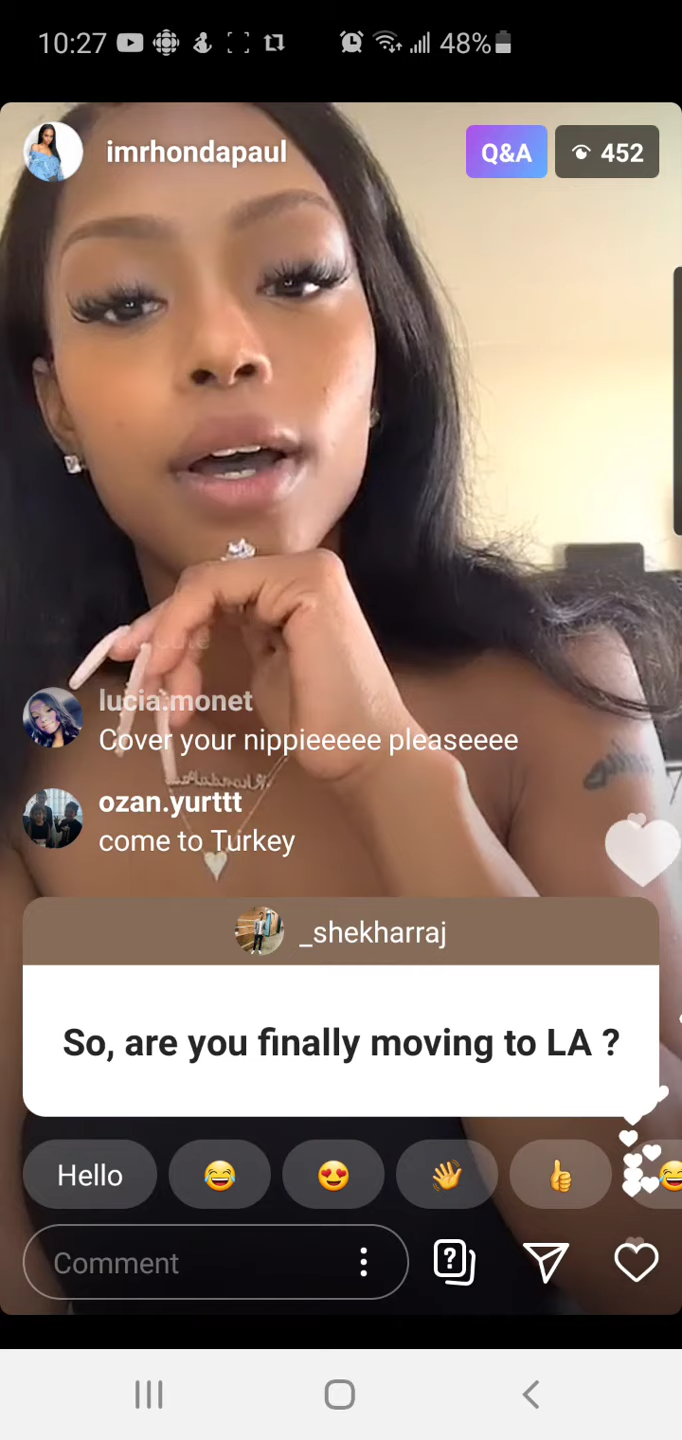 10:27
48%
imrhondapaul
Q&A
452
lucia.monet
Cover your nippieeeee pleaseeee
ozan.yurttt
come to Turkey
_shekharraj
So, are you finally moving to LA ?
Hello
Comment